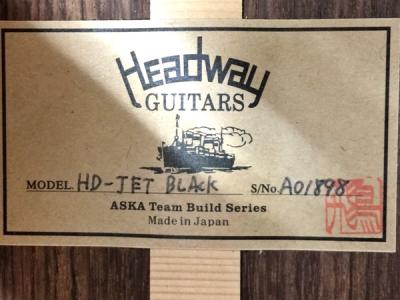 Headway
GUITARS
MODEL. HD-JET BLACK S/No. A01898
ASKA Team Build Series
Made in Japan